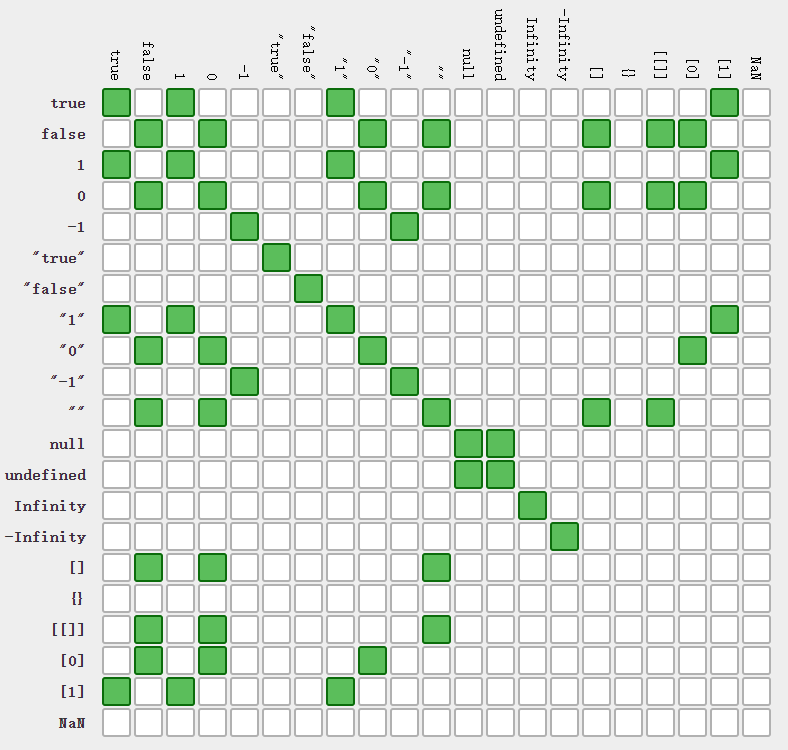 true
false
1
0
-1
"true"
"false"
"1"
"0"
"-1"
""
null
undefined
Infinity
-Infinity
[]
{}
[[]]
[0]
[1]
NaN
true
false
1
0
-1
"true"
"false"
"1"
"0"
"-1"
""
null
undefined
Infinity
-Infinity
[]
{}
[[]]
[0]
[1]
NaN